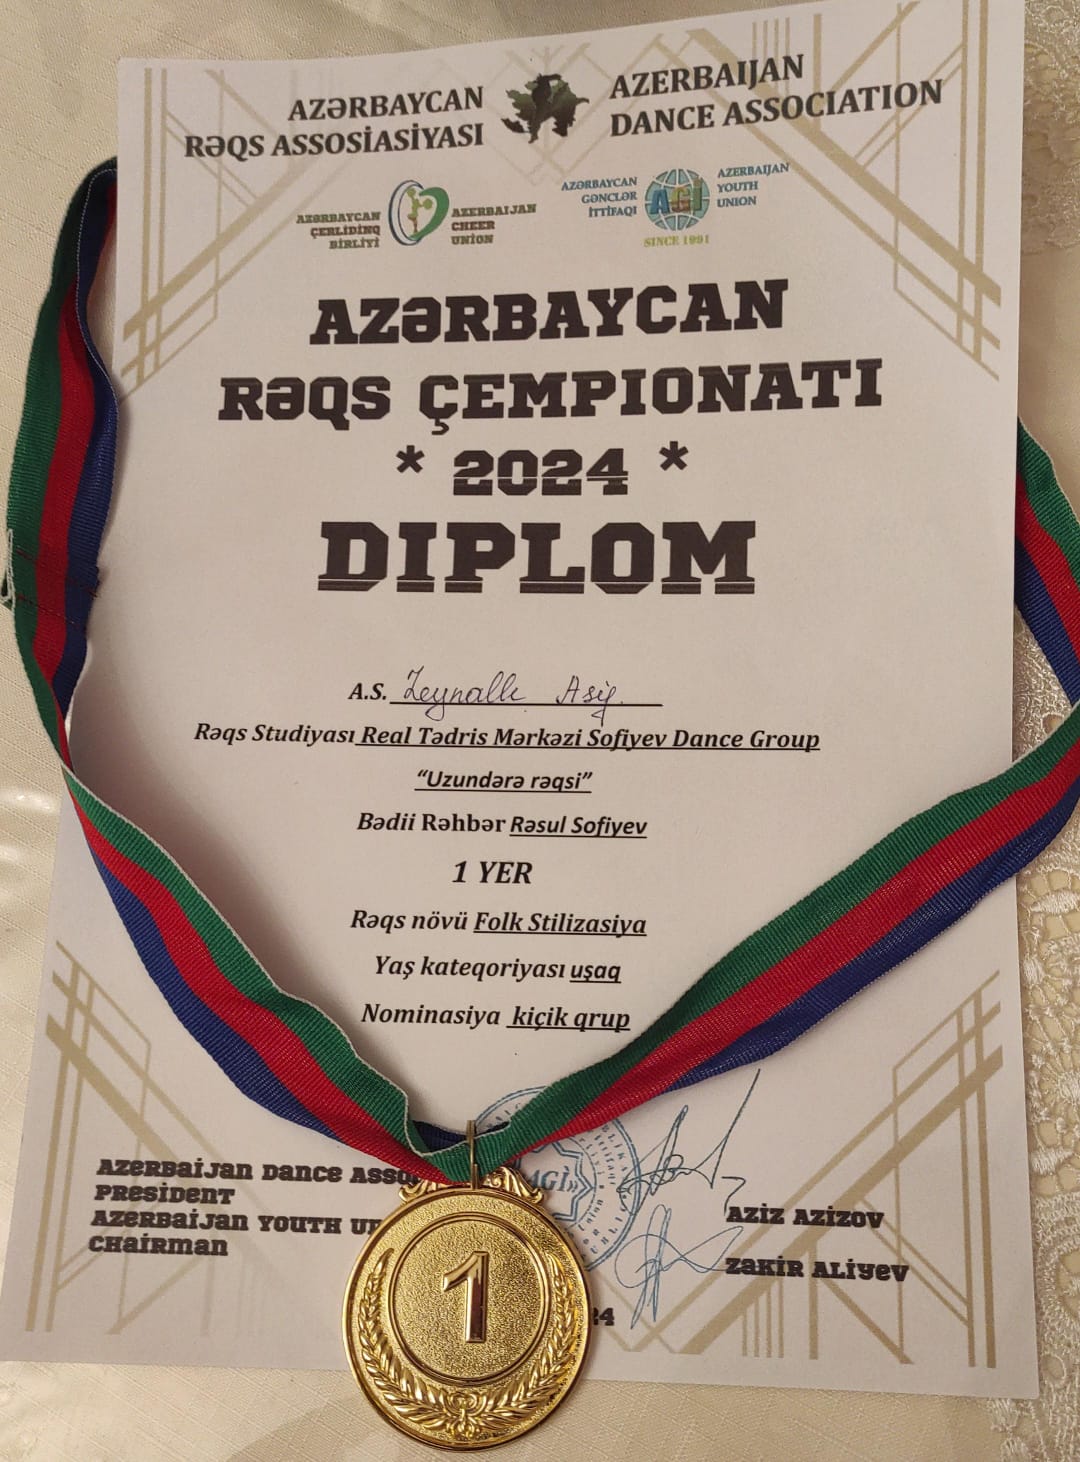 AZƏRBAYCAN
RƏQS ASSOSİASİYASI
AZERBAIJAN
DANCE ASSOCIATION
AZƏRBAYCAN
ÇERLİDİNQ
BİRLİYİ
AZERBAIJAN
CHEER
UNION
AZƏRBAYCAN
GƏNCLƏR
İTTİFAQI
AGİ
AZERBAIJAN
YOUTH
UNION
SINCE 1991
AZƏRBAYCAN
RƏQS ÇEMPIONATI
* 2024 *
DIPLOM
A.S. Zeynallı Asif
Rəqs Studiyası Real Tədris Mərkəzi Sofiyev Dance Group
“Uzundərə rəqsi”
Bədii Rəhbər Rəsul Sofiyev
1 YER
Rəqs növü Folk Stilizasiya
Yaş kateqoriyası uşaq
Nominasiya kiçik qrup
AZERBAIJAN DANCE ASSO
PRESIDENT
AZERBAIJAN YOUTH U
CHAIRMAN
AGİ»
AZIZ AZIZOV
ZAKIR ALIYEV
24
1